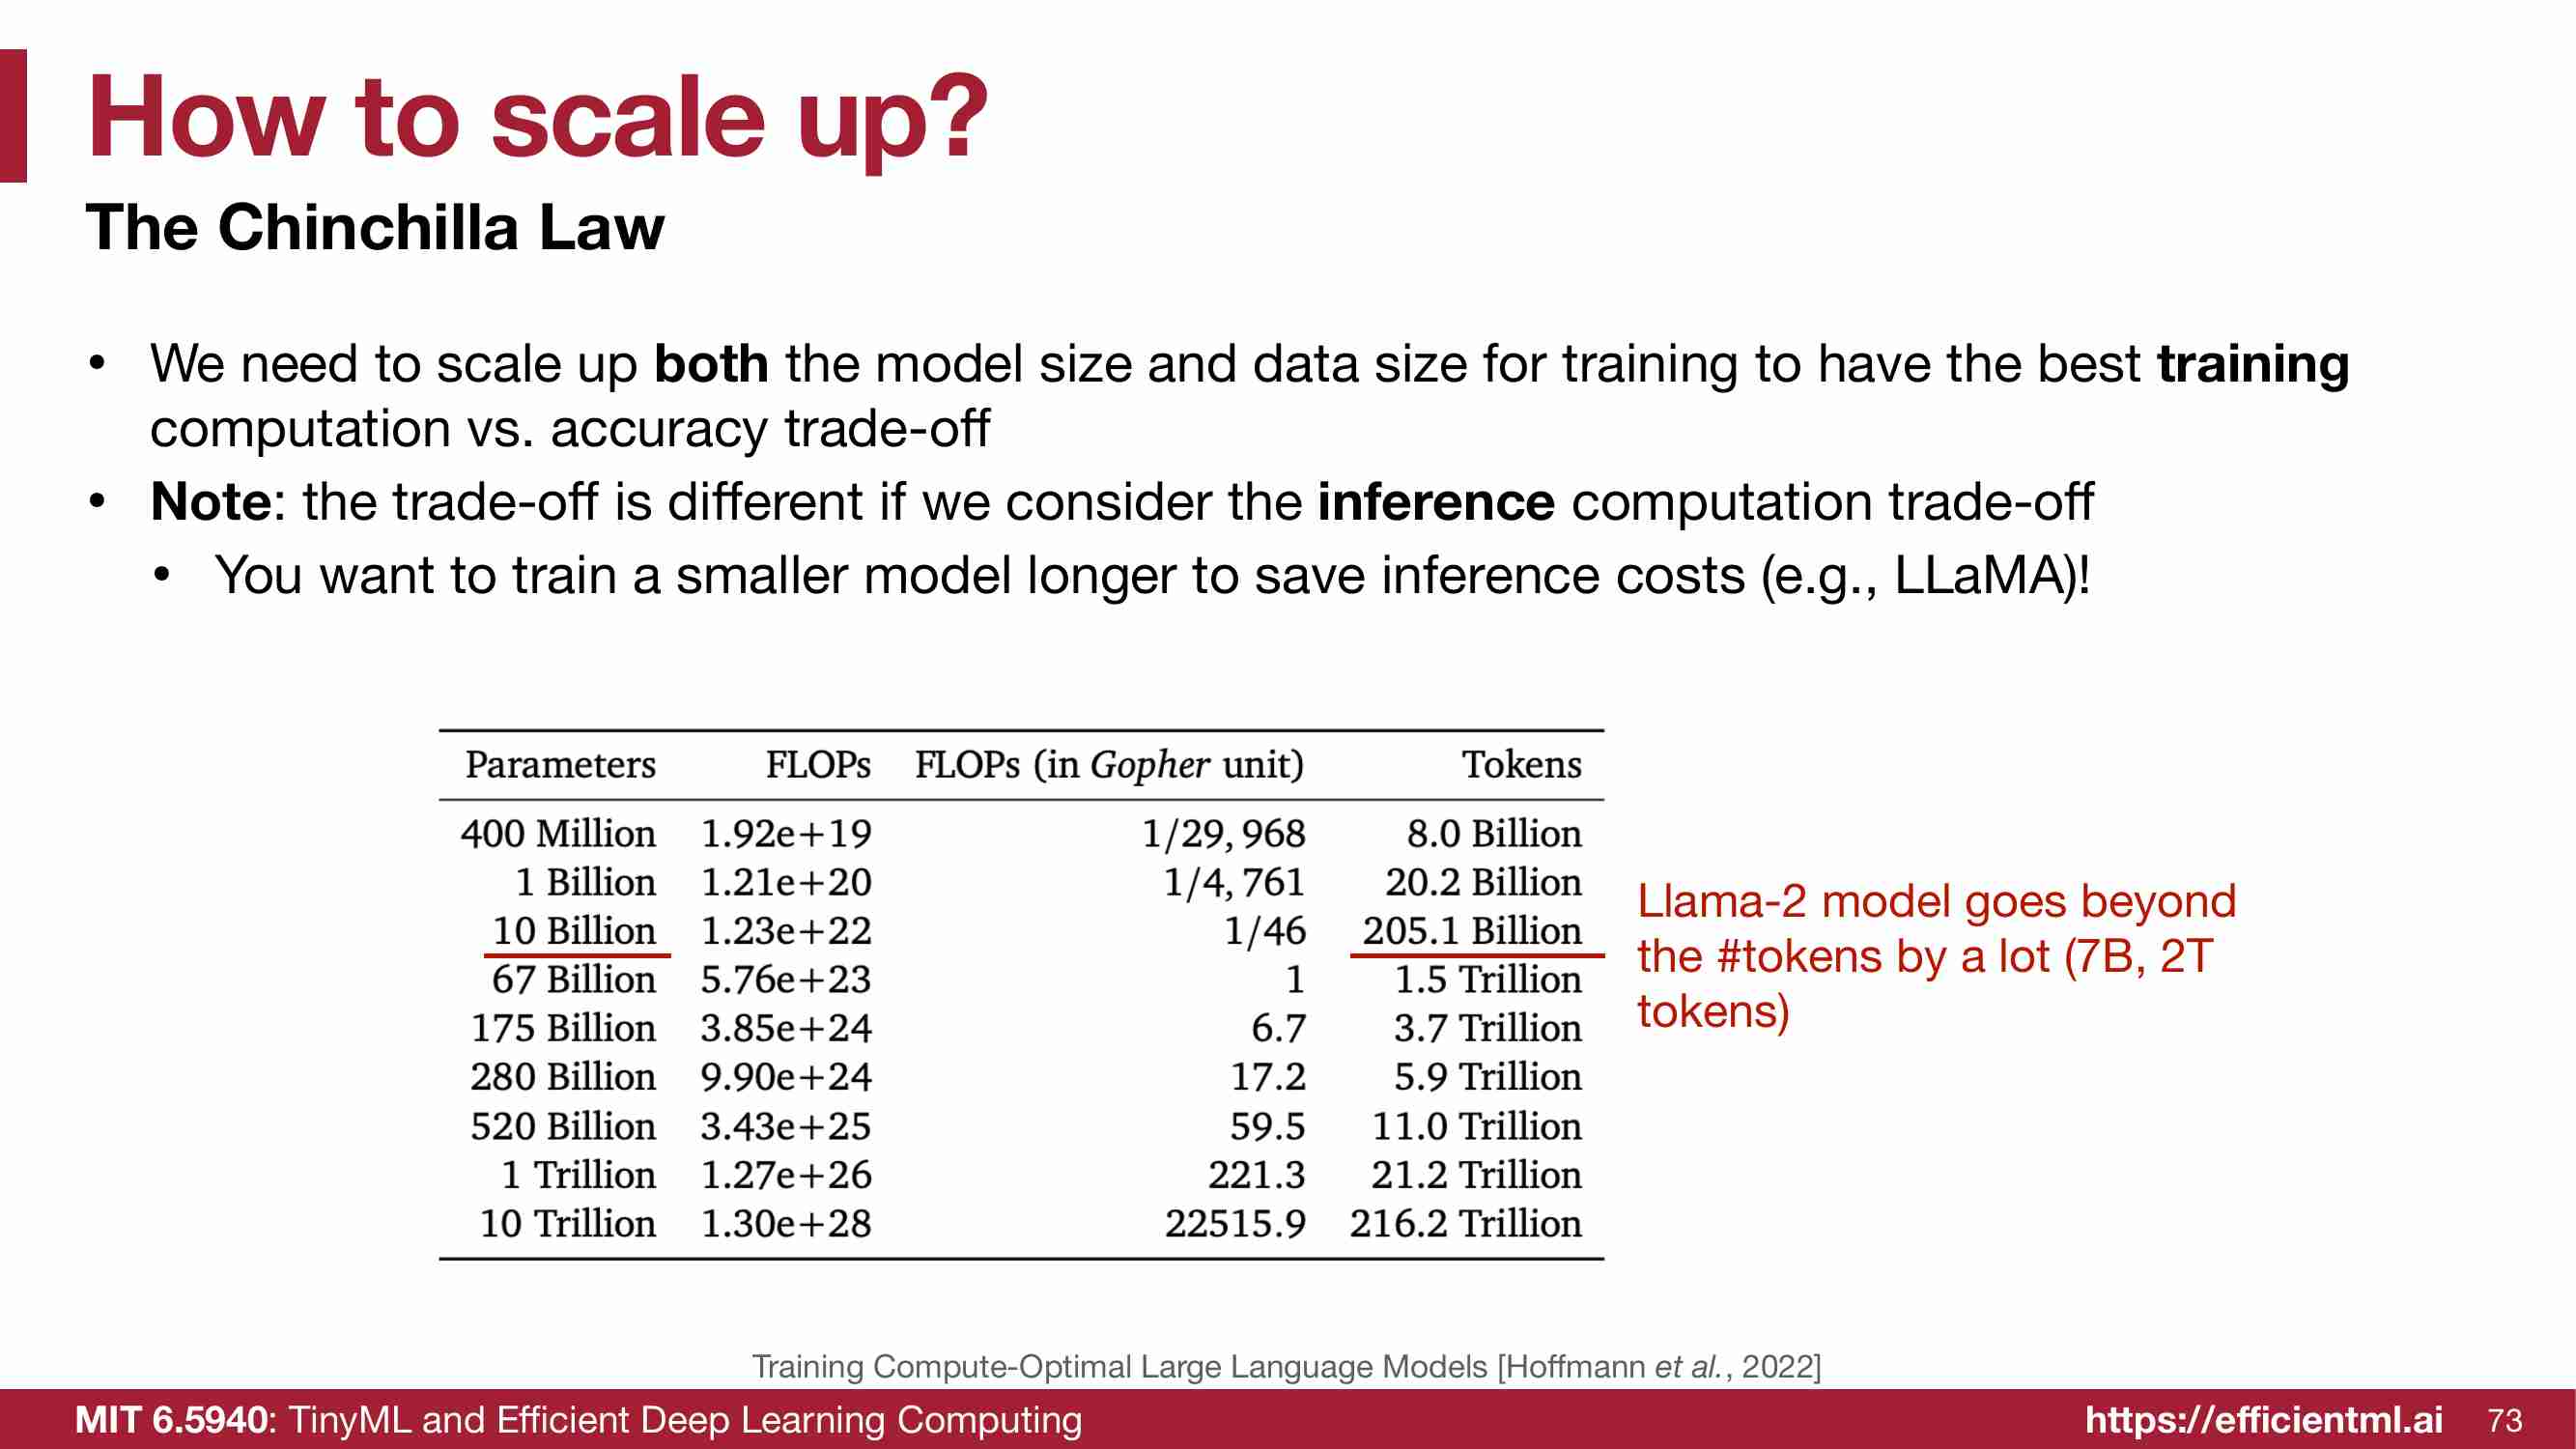 How to scale up?
The Chinchilla Law
• We need to scale up both the model size and data size for training to have the best training
computation vs. accuracy trade-off
• Note: the trade-off is different if we consider the inference computation trade-off
• You want to train a smaller model longer to save inference costs (e.g., LLaMA)!
Parameters FLOPs FLOPs (in Gopher unit) Tokens
400 Million 1.92e+19 1/29,968 8.0 Billion
1 Billion 1.21e+20 1/4,761 20.2 Billion
10 Billion 1.23e+22 1/46 205.1 Billion
67 Billion 5.76e+23 1 1.5 Trillion
175 Billion 3.85e+24 6.7 3.7 Trillion
280 Billion 9.90e+24 17.2 5.9 Trillion
520 Billion 3.43e+25 59.5 11.0 Trillion
1 Trillion 1.27e+26 221.3 21.2 Trillion
10 Trillion 1.30e+28 22515.9 216.2 Trillion
Llama-2 model goes beyond
the #tokens by a lot (7B, 2T
tokens)
Training Compute-Optimal Large Language Models [Hoffmann et al., 2022]
MIT 6.5940: TinyML and Efficient Deep Learning Computing https://efficientml.ai 73